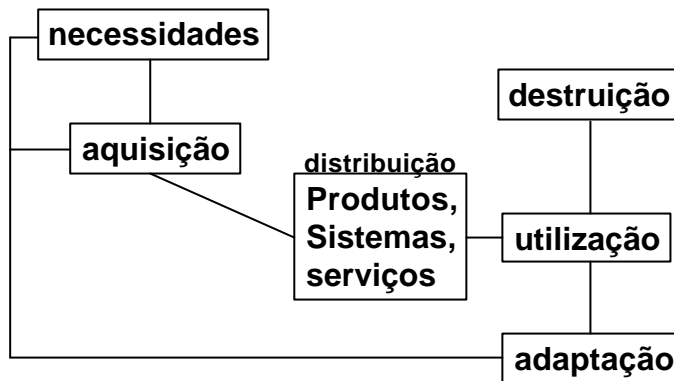 necessidades
destruição
aquisição
distribuição
Produtos,
Sistemas,
serviços
utilização
adaptação